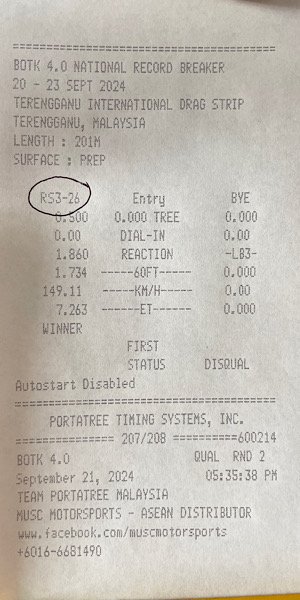 BOTK 4.0 NATIONAL RECORD BREAKER
20 - 23 SEPT 2024
TERENGGANU INTERNATIONAL DRAG STRIP
TERENGGANU, MALAYSIA
LENGTH : 201M
SURFACE : PREP
RS3-26 Entry BYE
0.500 0.000 TREE 0.000
0.00 DIAL-IN 0.00
1.860 REACTION -LB3-
1.734 ------60FT----- 0.000
149.11 -----KM/H----- 0.00
7.263 ------ET------ 0.000
WINNER
FIRST
STATUS DISQUAL
Autostart Disabled
PORTATREE TIMING SYSTEMS, INC.
=============== 207/208 ==========600214
BOTK 4.0 QUAL RND 2
September 21, 2024 05:35:38 PM
TEAM PORTATREE MALAYSIA
MUSC MOTORSPORTS - ASEAN DISTRIBUTOR
www.facebook.com/muscmotorsports
+6016-6681490